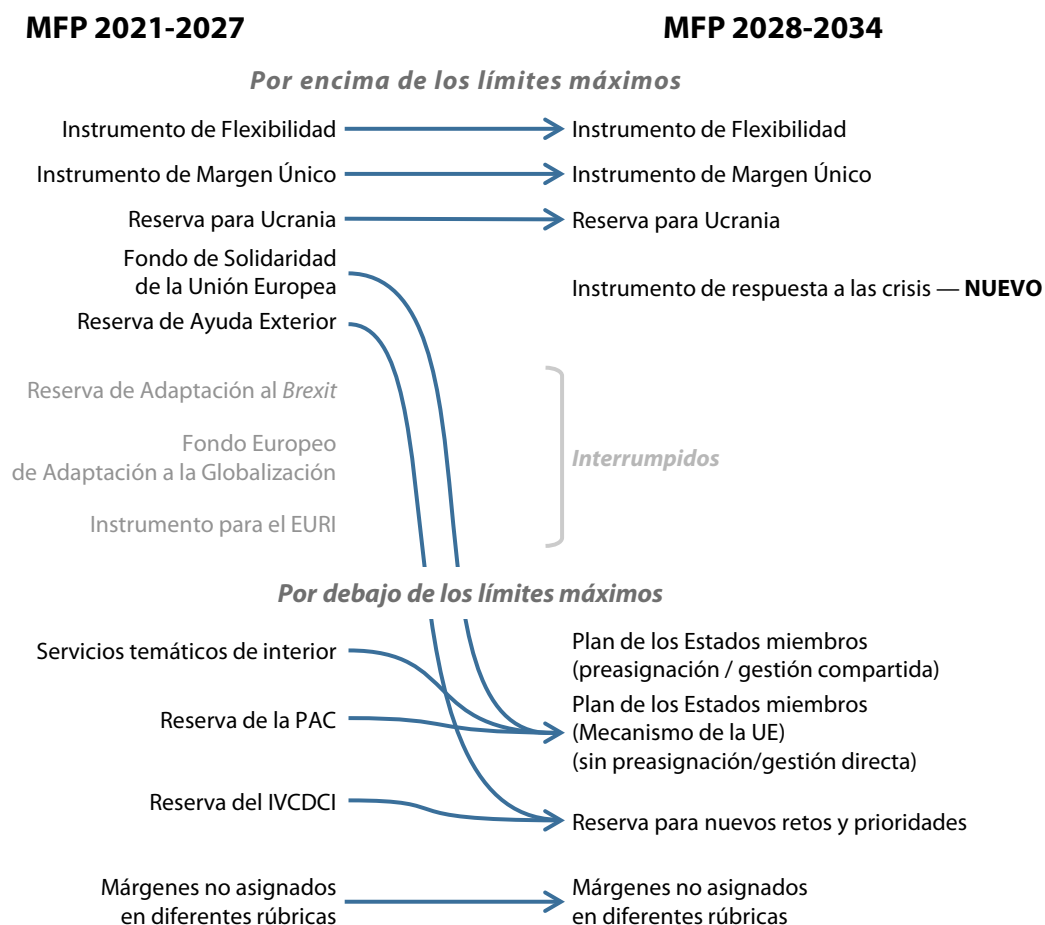 MFP 2021-2027
MFP 2028-2034
Por encima de los límites máximos
Instrumento de Flexibilidad
Instrumento de Flexibilidad
Instrumento de Margen Único
Instrumento de Margen Único
Reserva para Ucrania
Reserva para Ucrania
Fondo de Solidaridad
de la Unión Europea
Instrumento de respuesta a las crisis — NUEVO
Reserva de Ayuda Exterior
Reserva de Adaptación al Brexit
Fondo Europeo
de Adaptación a la Globalización
Interrumpidos
Instrumento para el EURI
Por debajo de los límites máximos
Servicios temáticos de interior
Plan de los Estados miembros
(preasignación / gestión compartida)
Reserva de la PAC
Plan de los Estados miembros
(Mecanismo de la UE)
(sin preasignación/gestión directa)
Reserva del IVCDCI
Reserva para nuevos retos y prioridades
Márgenes no asignados
en diferentes rúbricas
Márgenes no asignados
en diferentes rúbricas